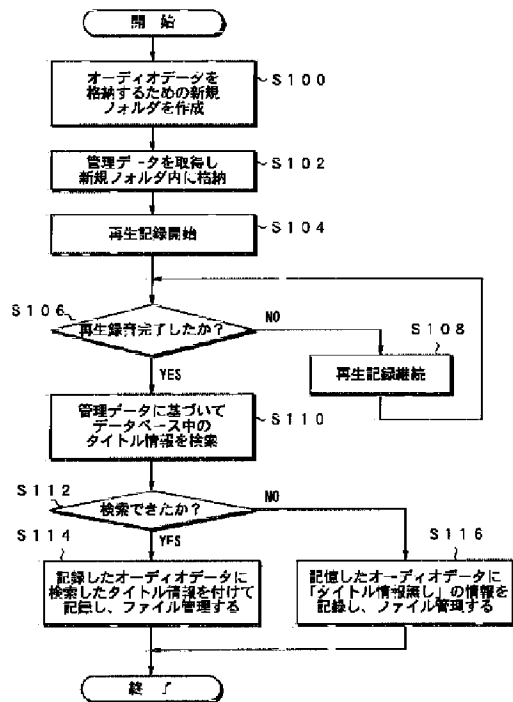 開 始
オーディオデータを
格納するための新規
フォルダを作成
S100
管理データを取得し
新規フォルダ内に格納
S102
再生記録開始
S104
S106
再生録音完了したか？
NO
S108
再生記録継続
YES
管理データに基づいて
データベース中の
タイトル情報を検索
S110
S112
検索できたか？
NO
YES
S114
記録したオーディオデータに
検索したタイトル情報を付けて
記録し、ファイル管理する
S116
記憶したオーディオデータに
「タイトル情報無し」の情報を
記録し、ファイル管理する
終 了